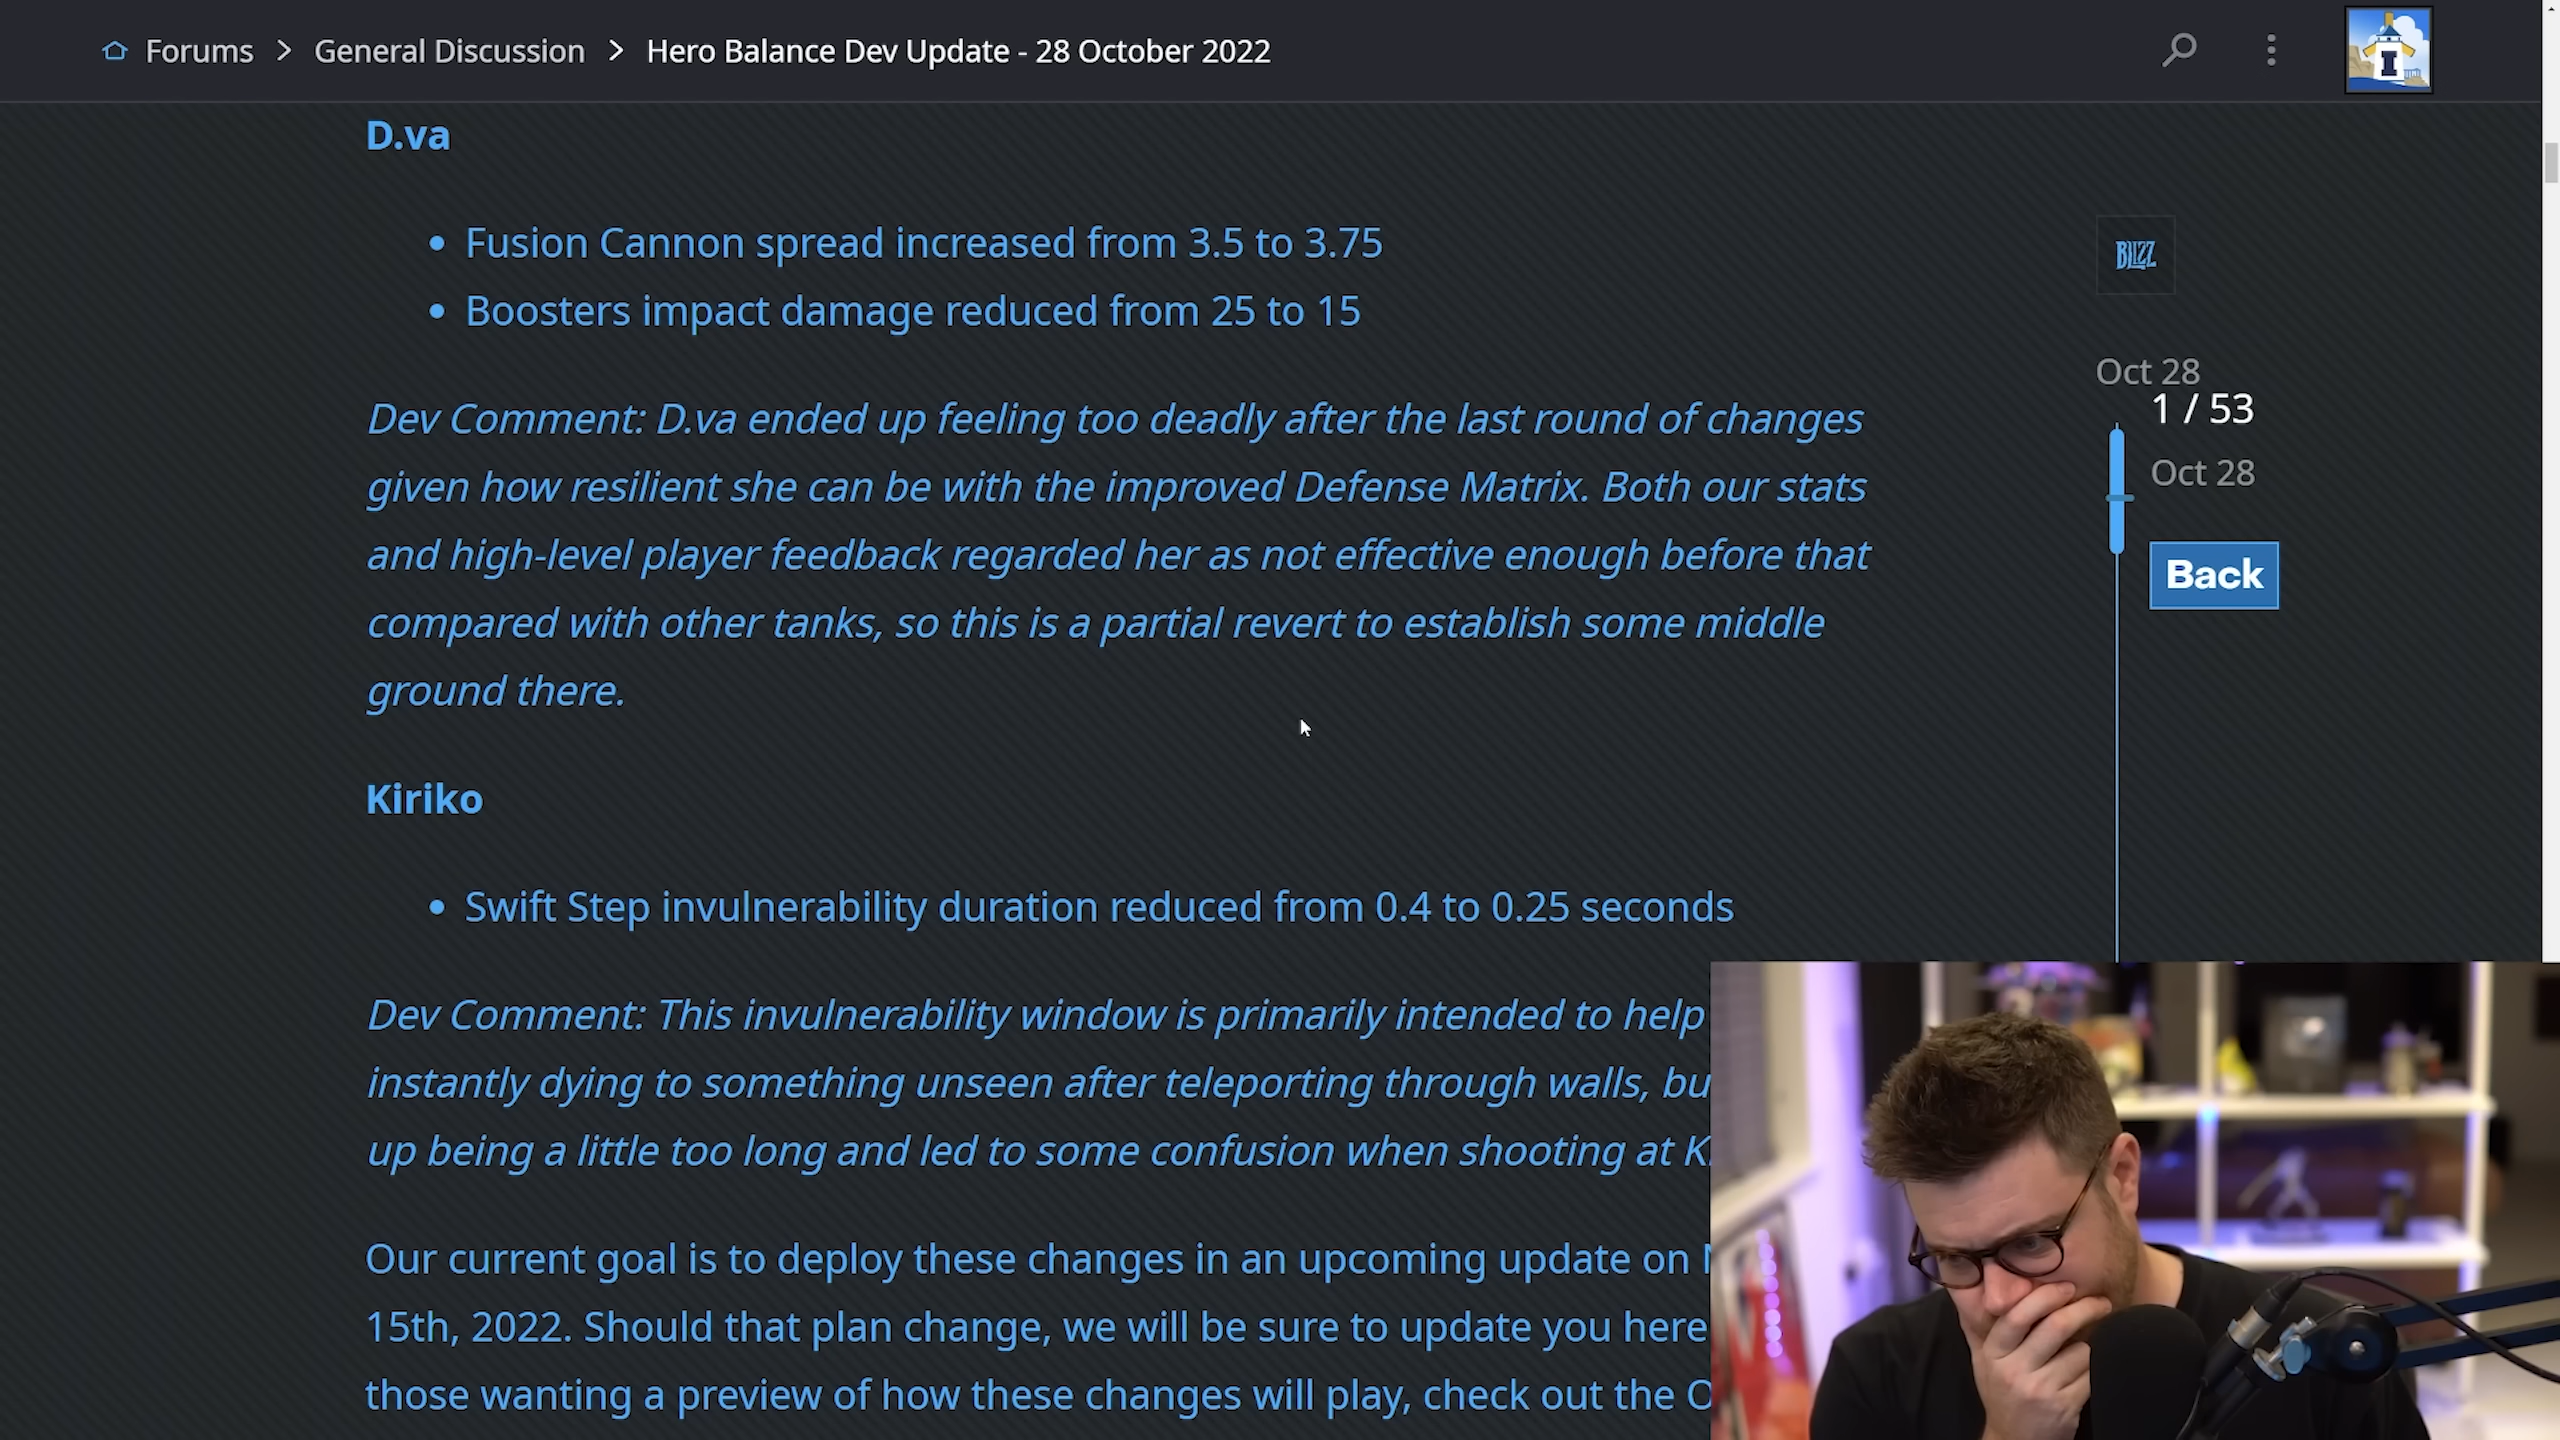 Forums > General Discussion > Hero Balance Dev Update - 28 October 2022
D.va
• Fusion Cannon spread increased from 3.5 to 3.75
• Boosters impact damage reduced from 25 to 15
Dev Comment: D.va ended up feeling too deadly after the last round of changes
given how resilient she can be with the improved Defense Matrix. Both our stats
and high-level player feedback regarded her as not effective enough before that
compared with other tanks, so this is a partial revert to establish some middle
ground there.
Kiriko
• Swift Step invulnerability duration reduced from 0.4 to 0.25 seconds
Dev Comment: This invulnerability window is primarily intended to help
instantly dying to something unseen after teleporting through walls,
up being a little too long and led to some confusion when shooting at
Our current goal is to deploy these changes in an upcoming update on
15th, 2022. Should that plan change, we will be sure to update you here
those wanting a preview of how these changes will play, check out the
BLIZZ
Oct 28
1 / 53
Oct 28
Back